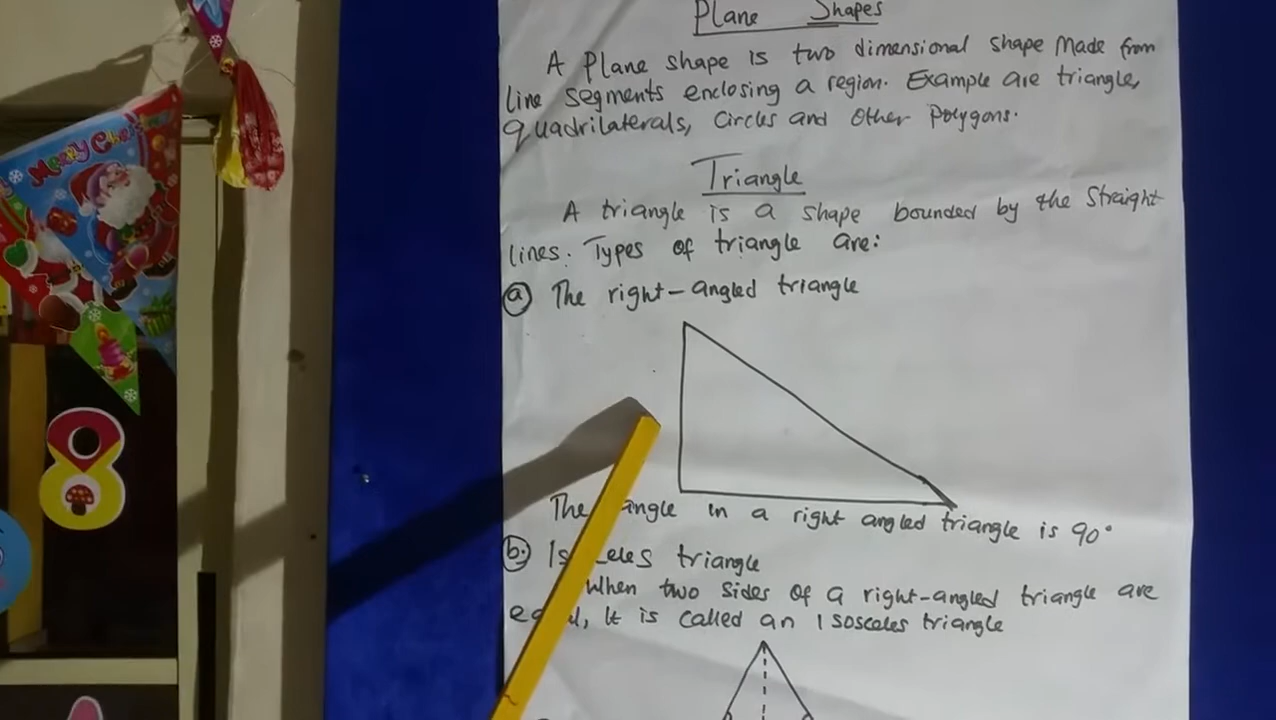 Plane Shapes
A Plane shape is two dimensional shape Made from
line segments enclosing a region. Example are triangle,
quadrilaterals, Circles and Other Polygons.
Triangle
A triangle is a shape bounded by the Straight
lines. Types of triangle are:
(a) The right-angled triangle
The angle in a right angled triangle is 90°
(b.) triangle
When two sides of a right-angled triangle are
It is called an Isosceles triangle
Merry
8